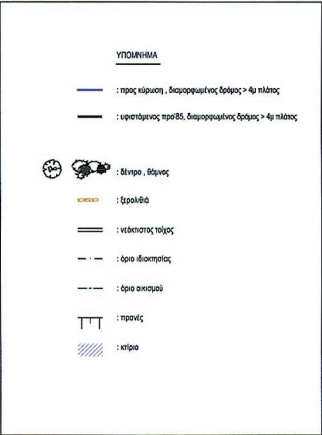 ΥΠΟΜΝΗΜΑ
: προς κύρωση , διαμορφωμένος δρόμος > 4μ πλάτος
: υφιστάμενος προ'85, διαμορφωμένος δρόμος > 4μ πλάτος
: δέντρο , θάμνος
: ξερολιθιά
: νεόκτιστος τοίχος
: όριο ιδιοκτησίας
: όριο οικισμού
: πρανές
: κτίριο